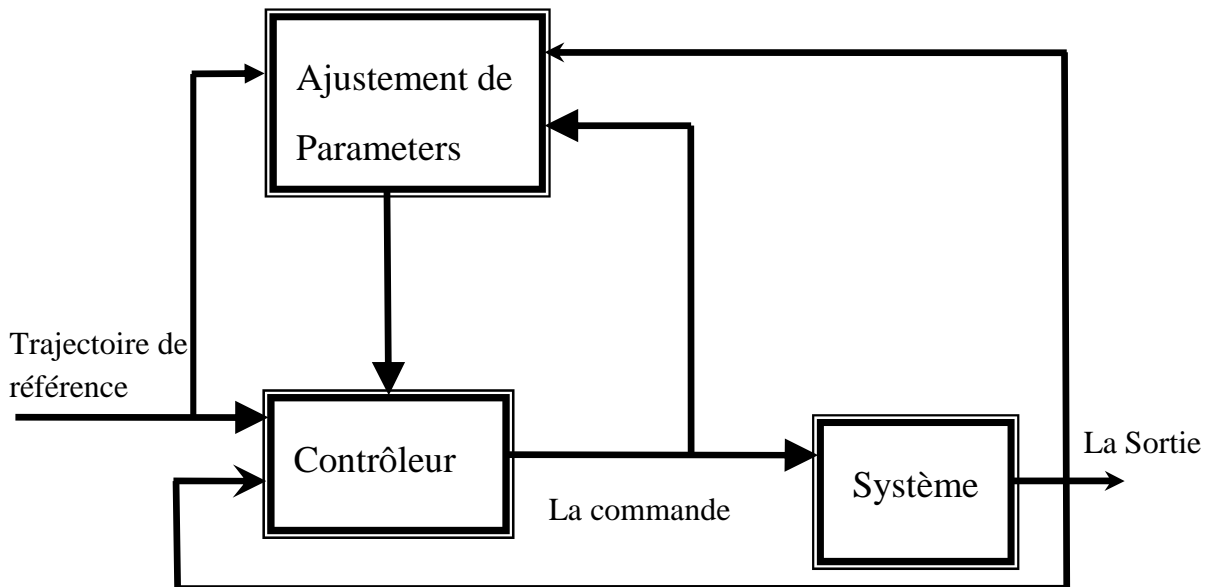 Ajustement de
Parameters
Trajectoire de
référence
Contrôleur
La commande
Système
La Sortie